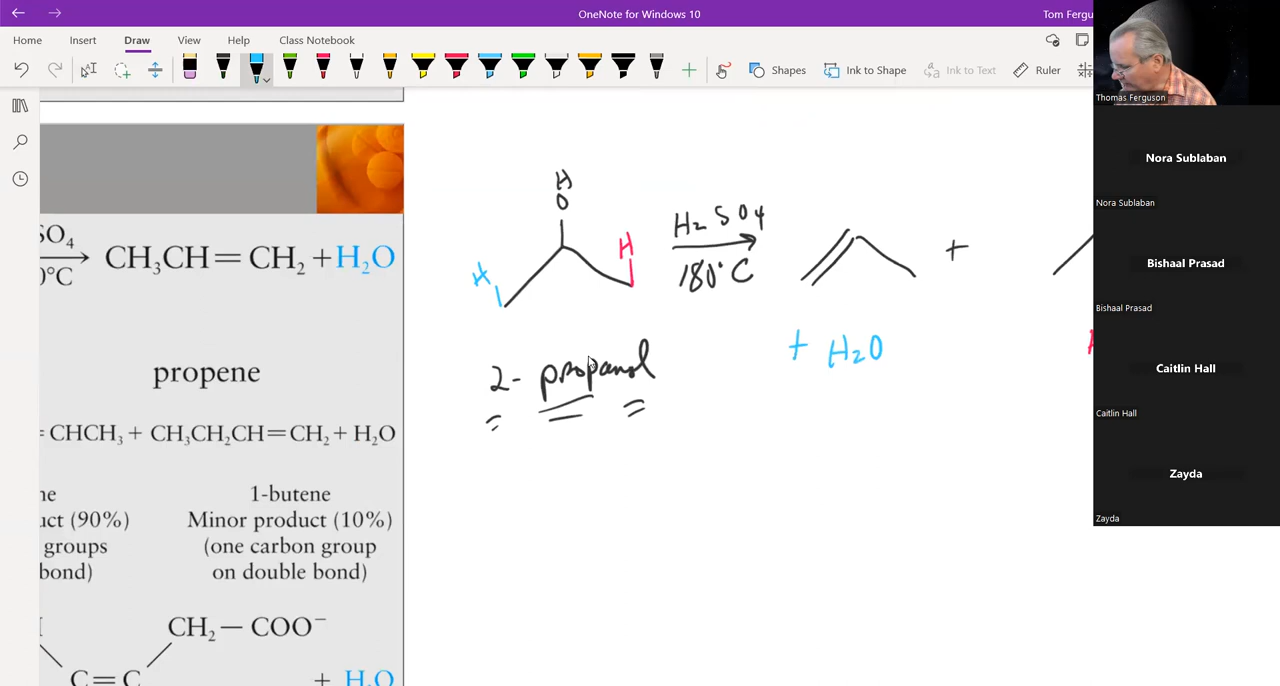 OneNote for Windows 10
Tom Fergu
Home Insert Draw View Help Class Notebook
Shapes Ink to Shape Ink to Text Ruler
Thomas Ferguson
Nora Sublaban
Nora Sublaban
Bishaal Prasad
Bishaal Prasad
Caitlin Hall
Caitlin Hall
Zayda
Zayda
SO₄
0°C
CH₃CH=CH₂ + H₂O
propene
=CHCH₃ + CH₃CH₂CH=CH₂ + H₂O
ne 1-butene
uct (90%) Minor product (10%)
groups (one carbon group
bond) on double bond)
CH₂—COO⁻
C=C
+ H₂O
H
O
H
H
H₂SO₄
180°C
+
+ H₂O
2-propanol